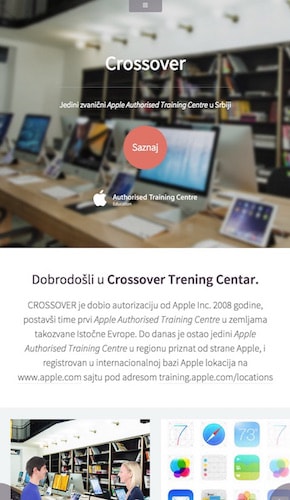 Crossover
Jedini zvanični Apple Authorised Training Centre u Srbiji
Saznaj
Authorised Training Centre
Education
Dobrodošli u Crossover Trening Centar.
CROSSOVER je dobio autorizaciju od Apple Inc. 2008 godine,
postavši time prvi Apple Authorised Training Centre u zemljama
takozvane Istočne Evrope. Do danas je ostao jedini Apple
Authorised Training Centre u regionu priznat od strane Apple, i
registrovan u internacionalnoj bazi Apple lokacija na
www.apple.com sajtu pod adresom training.apple.com/locations
7
7